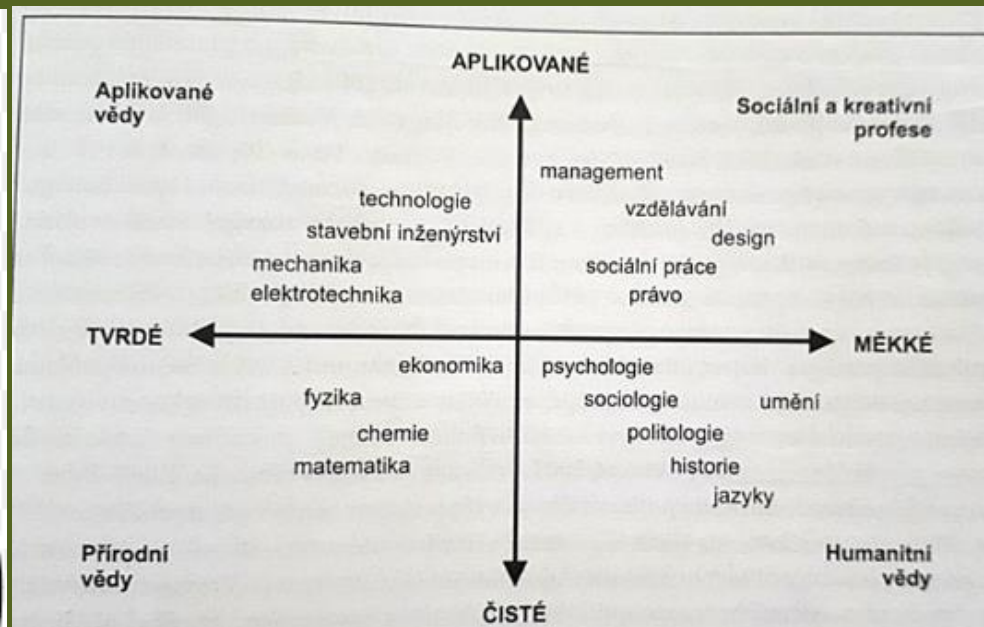 APLIKOVANÉ
Aplikované
vědy
Sociální a kreativní
profese
management
technologie
vzdělávání
stavební inženýrství
design
mechanika
sociální práce
elektrotechnika
právo
TVRDÉ
MĚKKÉ
ekonomika
psychologie
fyzika
sociologie
umění
chemie
politologie
matematika
historie
jazyky
Přírodní
vědy
Humanitní
vědy
ČISTÉ